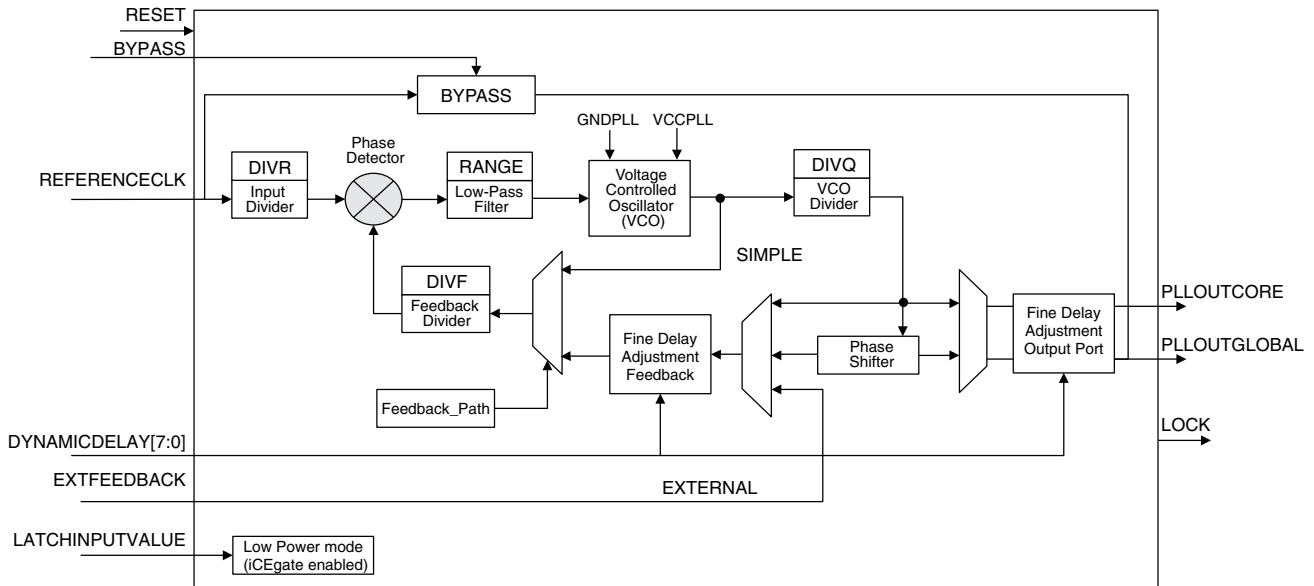 RESET
BYPASS
BYPASS
GNDPLL
VCCPLL
Phase
Detector
REFERENCECLK
DIVR
Input
Divider
RANGE
Low-Pass
Filter
Voltage
Controlled
Oscillator
(VCO)
DIVQ
VCO
Divider
SIMPLE
DIVF
Feedback
Divider
Fine Delay
Adjustment
Feedback
Phase
Shifter
Fine Delay
Adjustment
Output Port
PLLOUTCORE
PLLOUTGLOBAL
Feedback_Path
DYNAMICDELAY[7:0]
LOCK
EXTFEEDBACK
EXTERNAL
LATCHINPUTVALUE
Low Power mode
(iCEgate enabled)